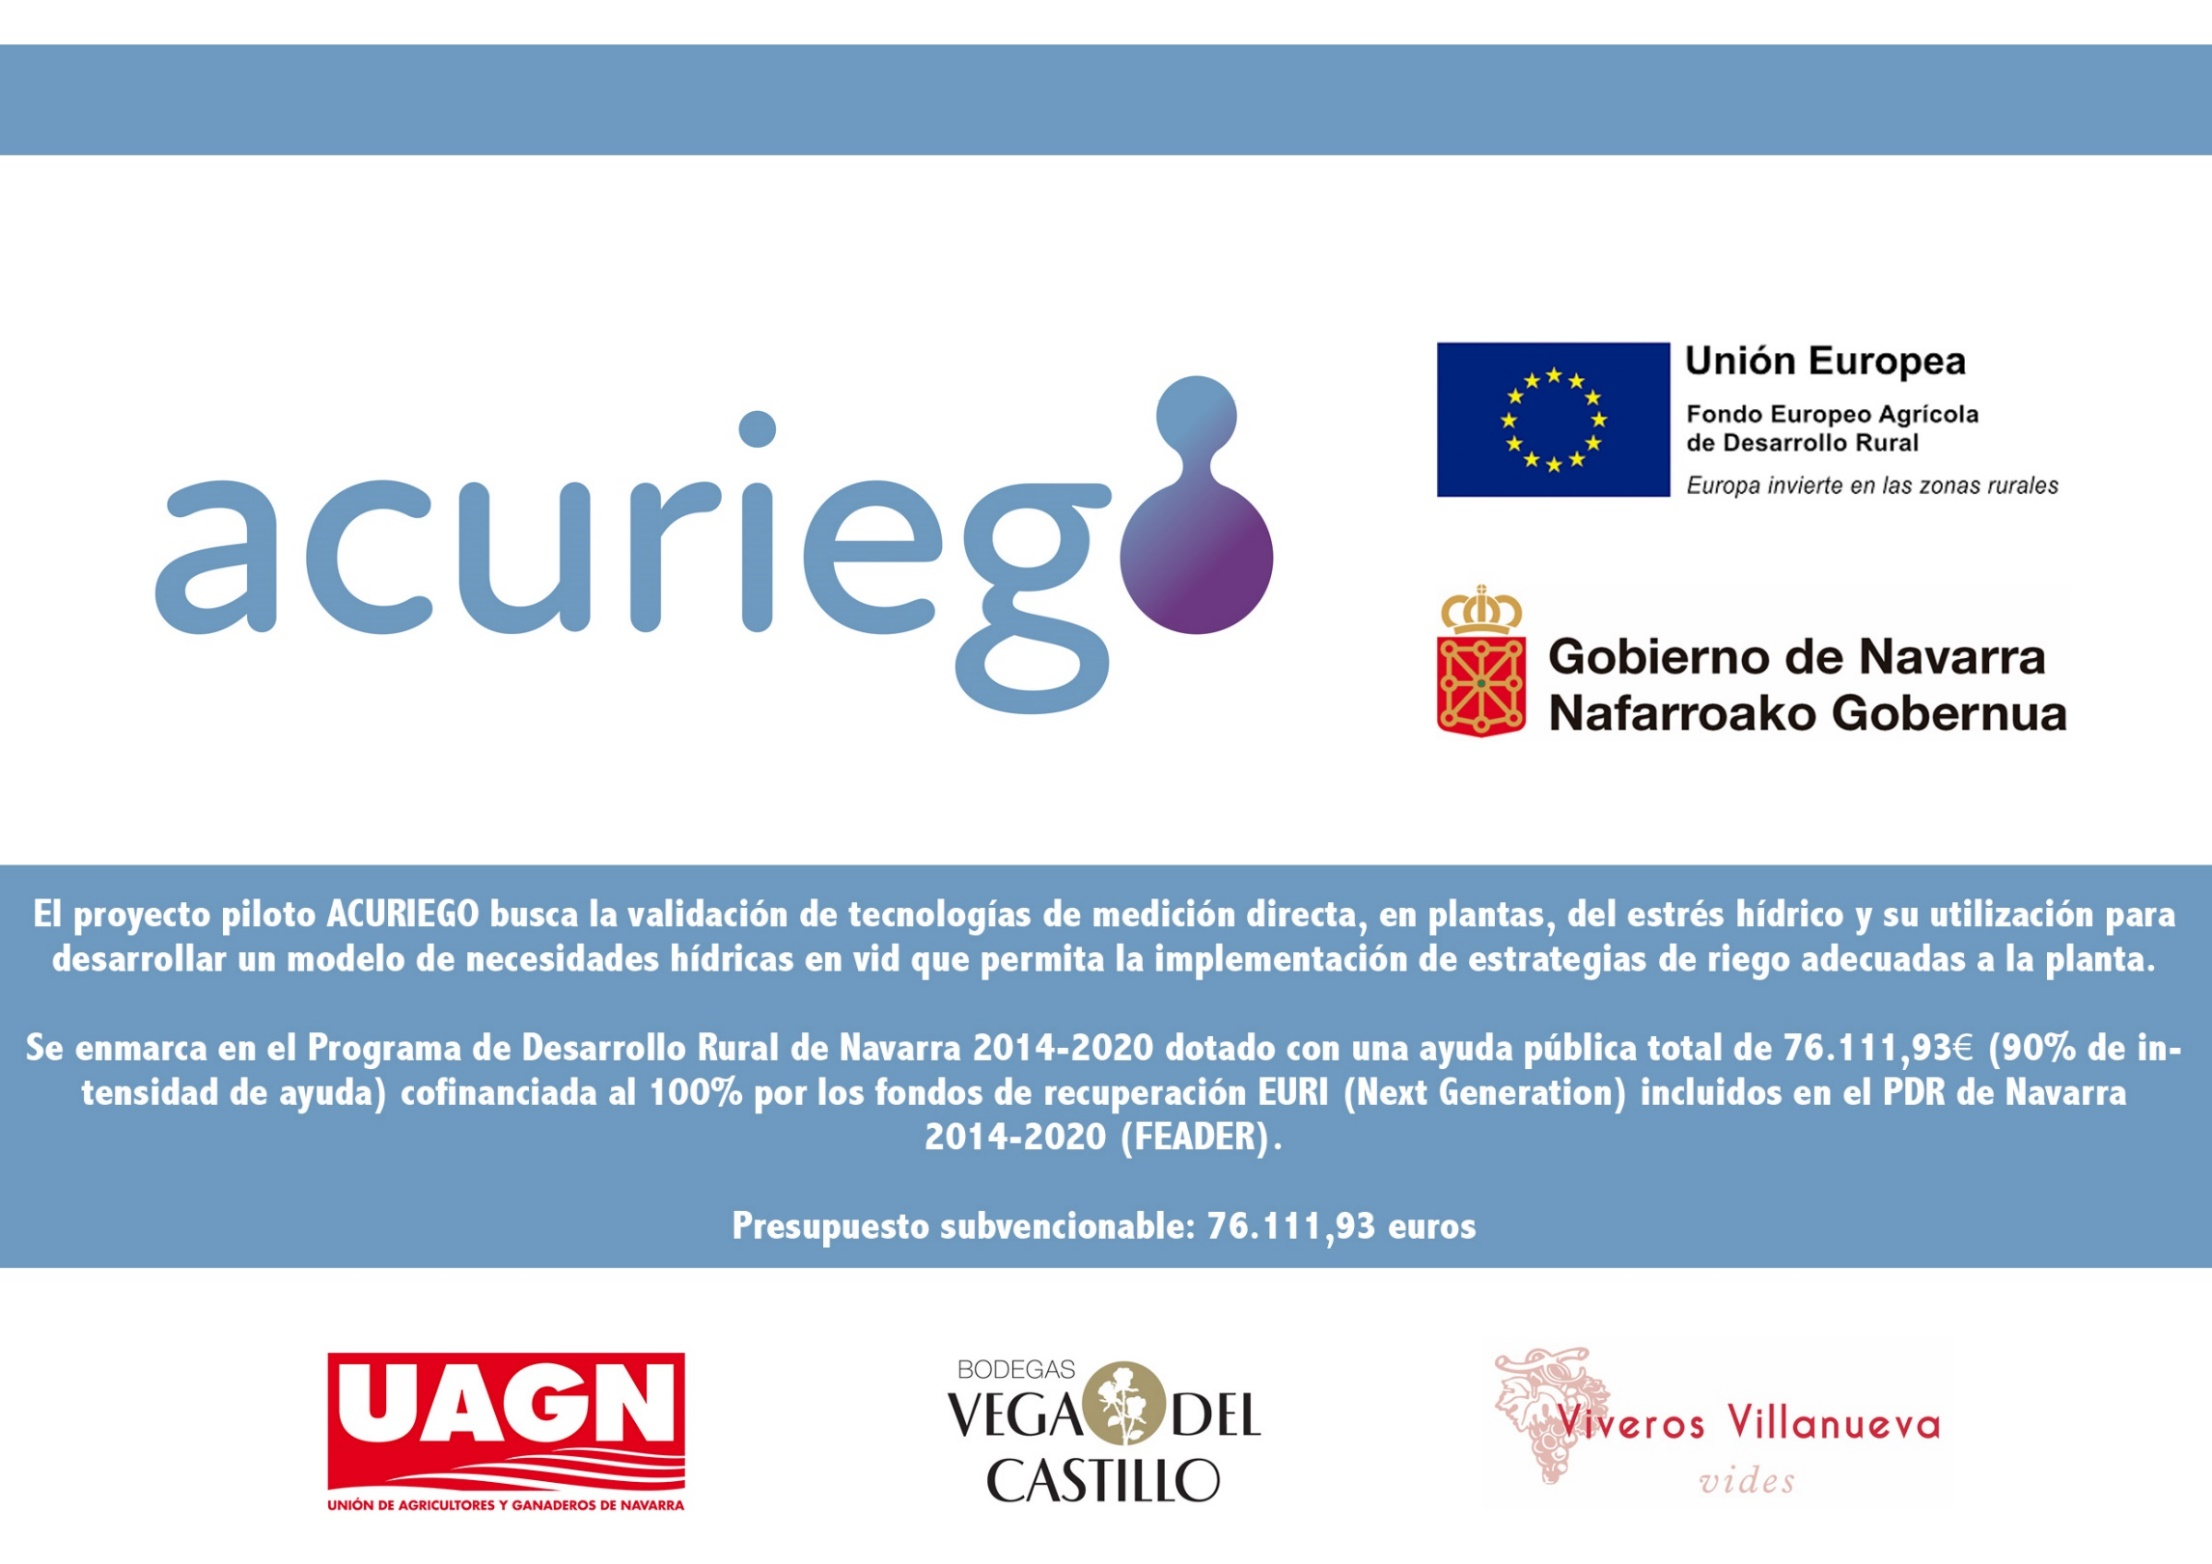 acuriego
Unión Europea
Fondo Europeo Agrícola
de Desarrollo Rural
Europa invierte en las zonas rurales
Gobierno de Navarra
Nafarroako Gobernua
El proyecto piloto ACURIEGO busca la validación de tecnologías de medición directa, en plantas, del estrés hídrico y su utilización para
desarrollar un modelo de necesidades hídricas en vid que permita la implementación de estrategias de riego adecuadas a la planta.
Se enmarca en el Programa de Desarrollo Rural de Navarra 2014-2020 dotado con una ayuda pública total de 76.111,93€ (90% de in-
tensidad de ayuda) cofinanciada al 100% por los fondos de recuperación EURI (Next Generation) incluidos en el PDR de Navarra
2014-2020 (FEADER).
Presupuesto subvencionable: 76.111,93 euros
UAGN
UNIÓN DE AGRICULTORES Y GANADEROS DE NAVARRA
BODEGAS
VEGA DEL
CASTILLO
Viveros Villanueva
vides